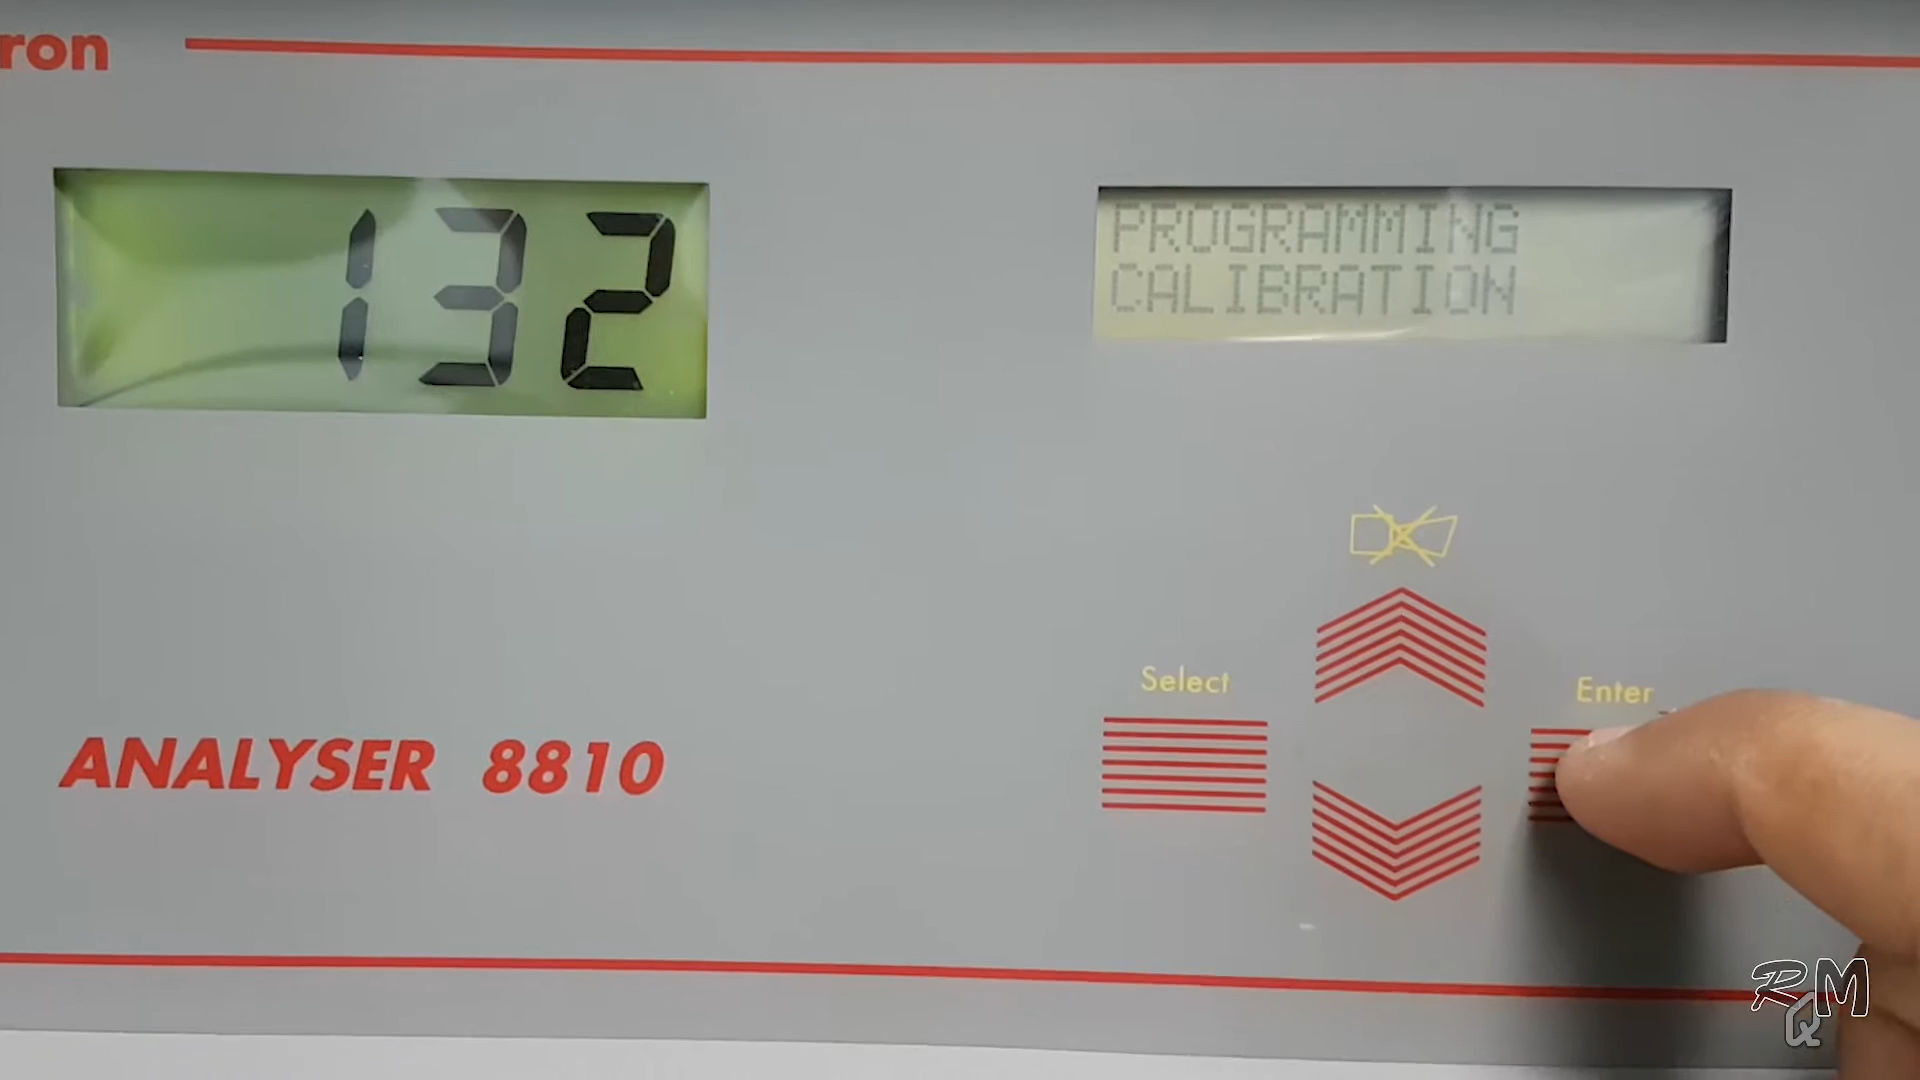 ron
132
PROGRAMMING
CALIBRATION
Select
Enter
ANALYSER 8810
RM
Q